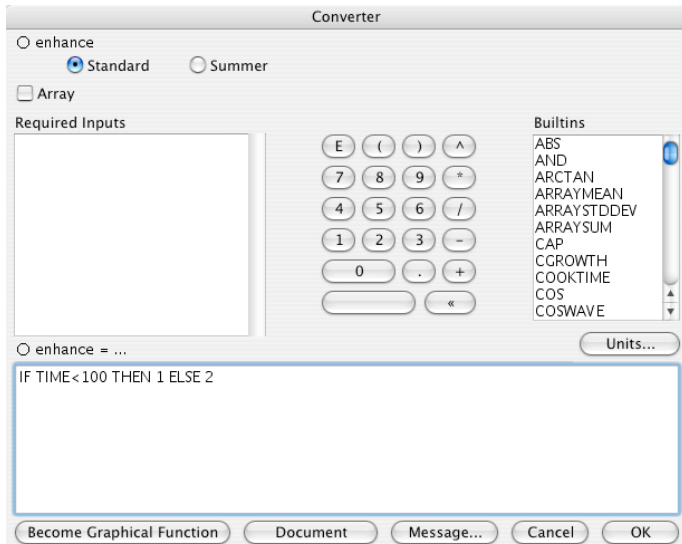 Converter
enhance
Standard Summer
Array
Required Inputs
E ( ) ^
7 8 9 *
4 5 6 /
1 2 3 -
0 . +
«
Builtins
ABS
AND
ARCTAN
ARRAYMEAN
ARRAYSTDDEV
ARRAYSUM
CAP
CGROWTH
COOKTIME
COS
COSWAVE
Units...
enhance = ...
IF TIME<100 THEN 1 ELSE 2
Become Graphical Function Document Message... Cancel OK